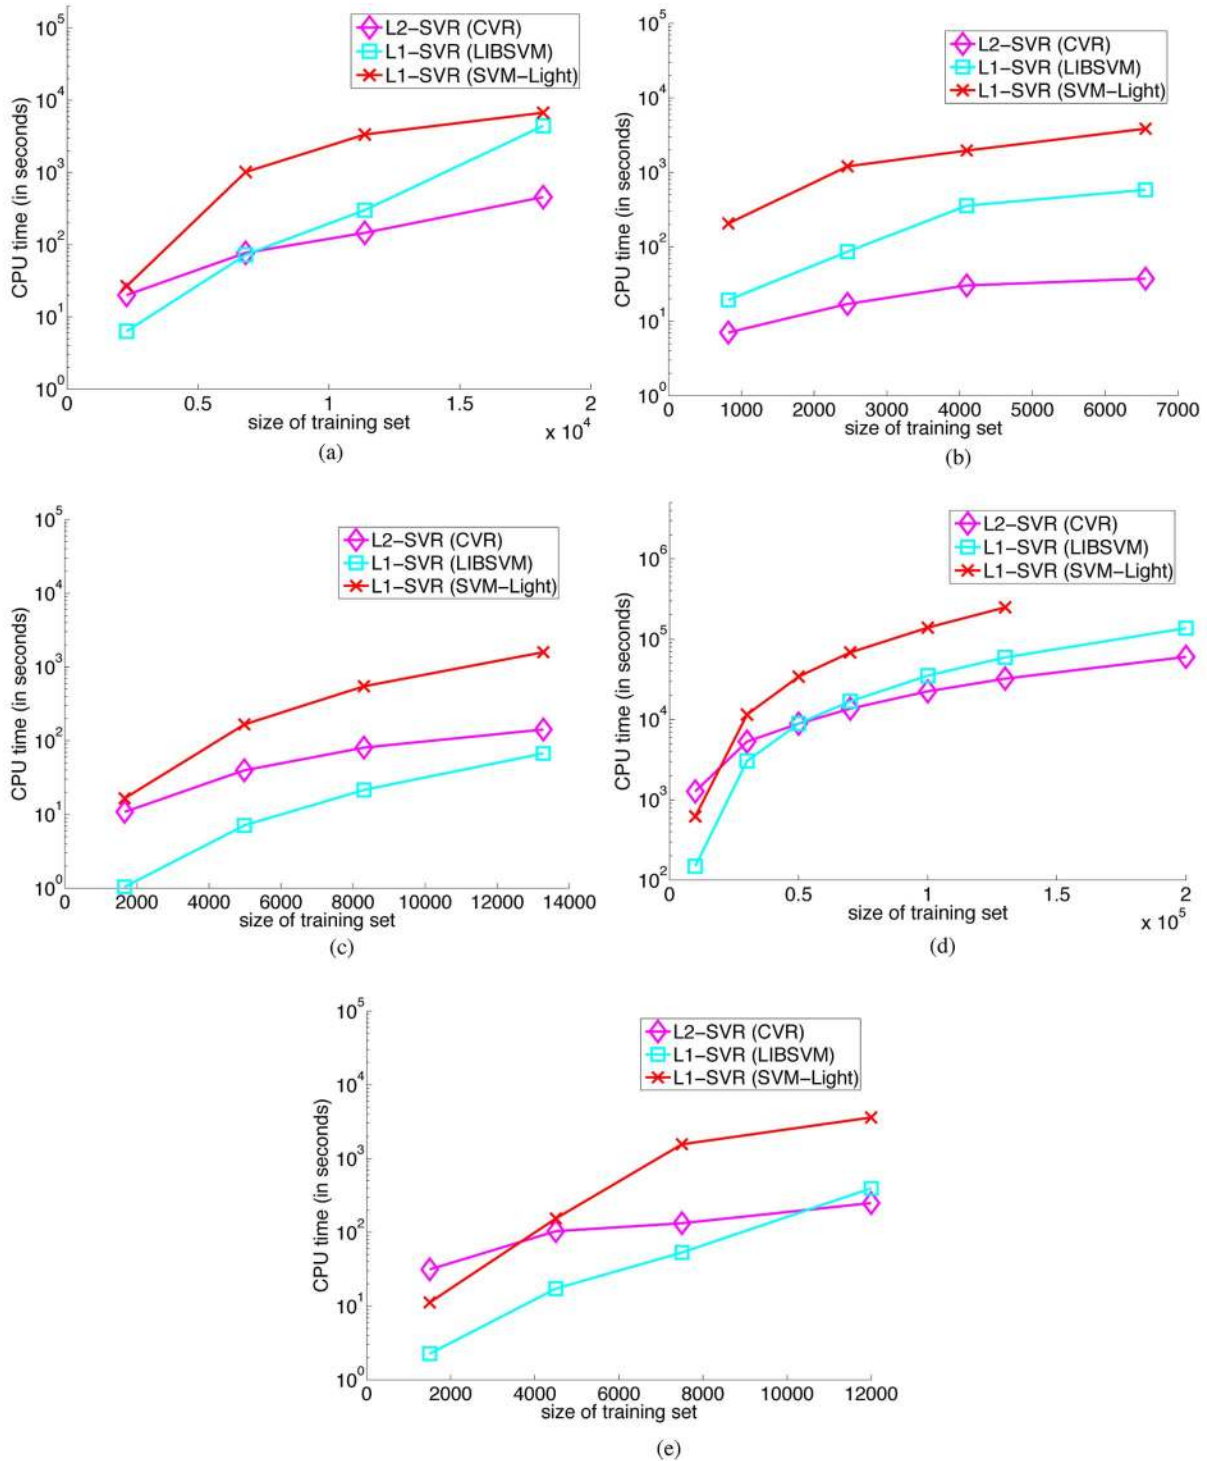 10^5
10^4
10^3
10^2
10^1
10^0
CPU time (in seconds)
L2-SVR (CVR)
L1-SVR (LIBSVM)
L1-SVR (SVM-Light)
0 0.5 1 1.5 2
size of training set
x 10^4
(a)
10^5
10^4
10^3
10^2
10^1
10^0
CPU time (in seconds)
L2-SVR (CVR)
L1-SVR (LIBSVM)
L1-SVR (SVM-Light)
0 1000 2000 3000 4000 5000 6000 7000
size of training set
(b)
10^5
10^4
10^3
10^2
10^1
10^0
CPU time (in seconds)
L2-SVR (CVR)
L1-SVR (LIBSVM)
L1-SVR (SVM-Light)
0 2000 4000 6000 8000 10000 12000 14000
size of training set
(c)
10^6
10^5
10^4
10^3
10^2
CPU time (in seconds)
L2-SVR (CVR)
L1-SVR (LIBSVM)
L1-SVR (SVM-Light)
0 0.5 1 1.5 2
size of training set
x 10^5
(d)
10^5
10^4
10^3
10^2
10^1
10^0
CPU time (in seconds)
L2-SVR (CVR)
L1-SVR (LIBSVM)
L1-SVR (SVM-Light)
0 2000 4000 6000 8000 10000 12000
size of training set
(e)